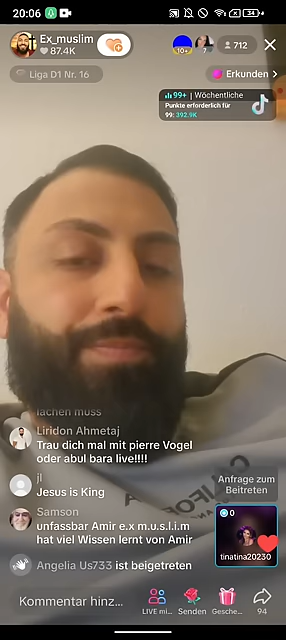 20:06
34
Ex_muslim
87.4K
10+
7
712
Liga D1 Nr. 16
Erkunden
99+ | Wöchentliche
Punkte erforderlich für
99: 392.9K
lachen muss
Liridon Ahmetaj
Trau dich mal mit pierre Vogel
oder abul bara live!!!!
jl
Jesus is King
Samson
unfassbar Amir e.x m.u.s.l.i.m
hat viel Wissen lernt von Amir
Angelia Us733 ist beigetreten
Anfrage zum
Beitreten
0
tinatina20230
Kommentar hinz...
LIVE mi...
Senden
Gesche...
94